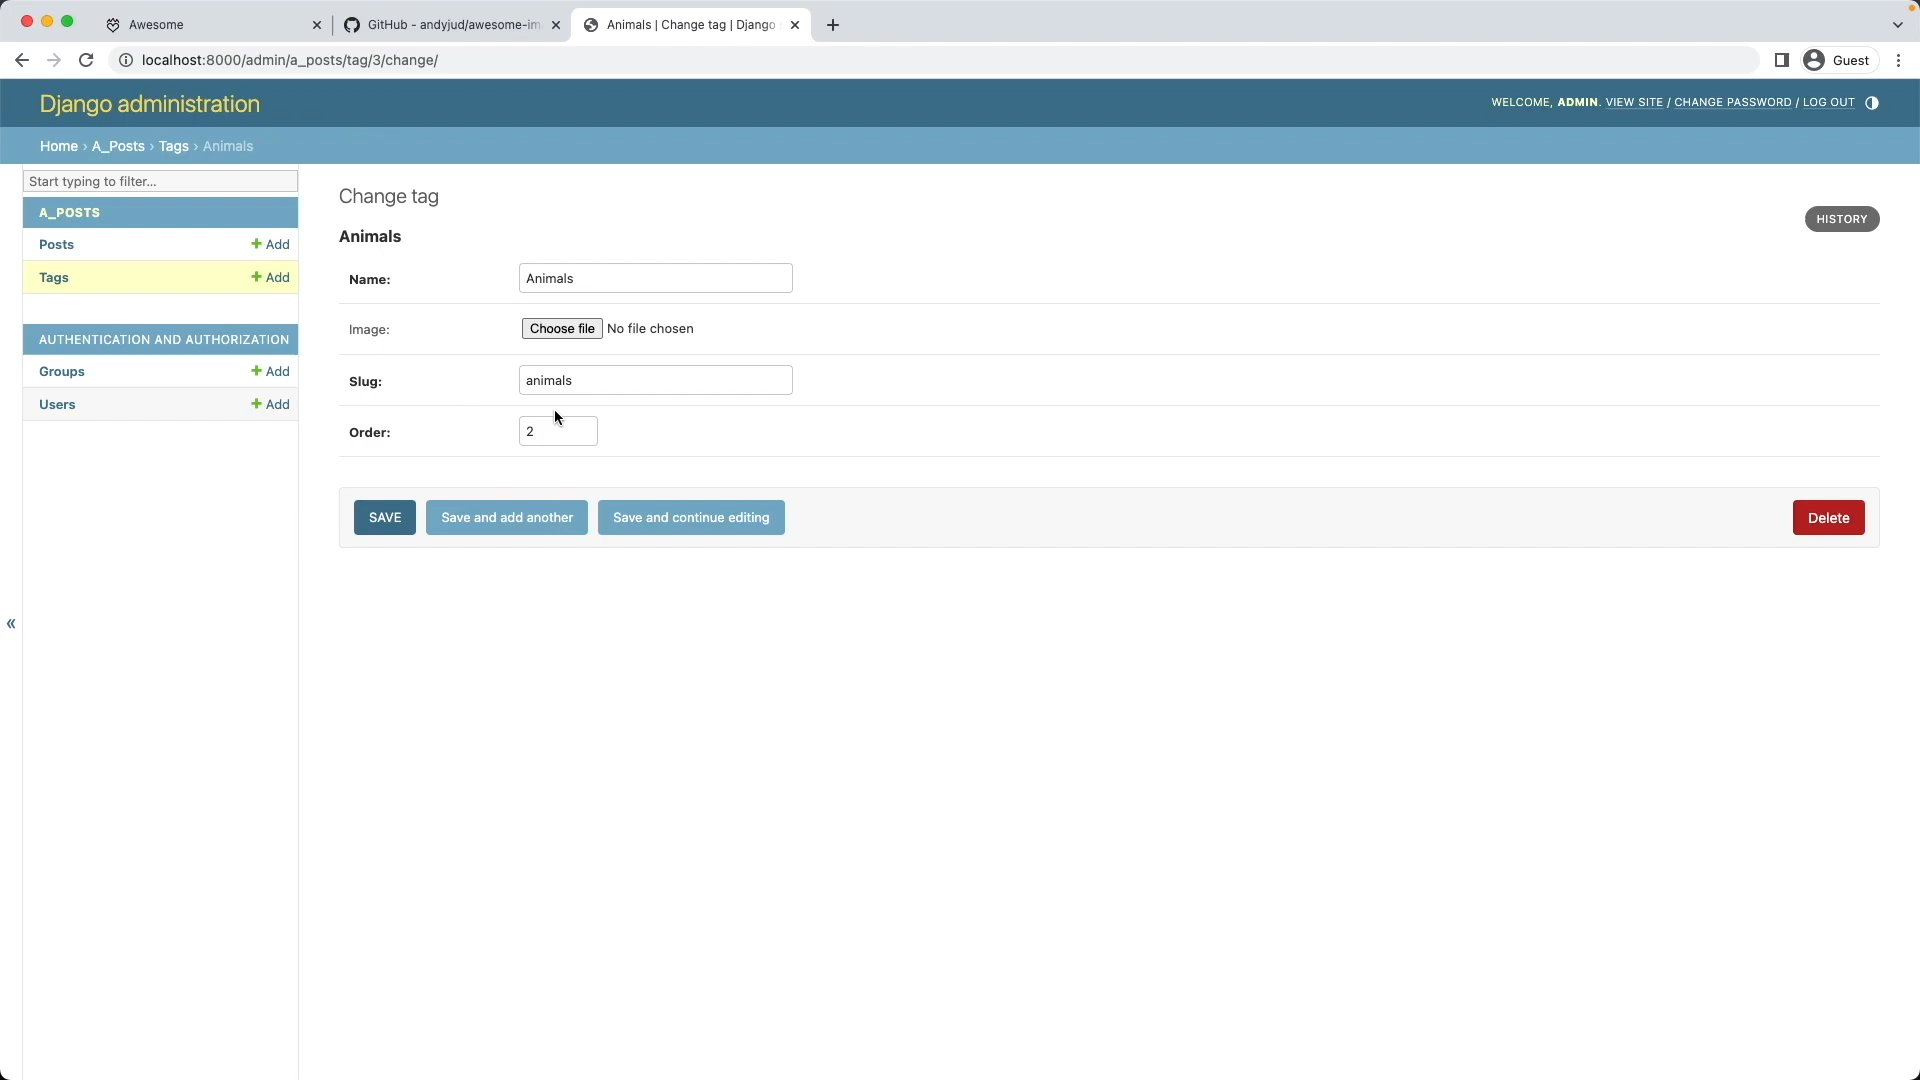 Awesome
GitHub - andyjud/awesome-im
Animals | Change tag | Django
localhost:8000/admin/a_posts/tag/3/change/
Guest
Django administration
WELCOME, ADMIN. VIEW SITE / CHANGE PASSWORD / LOG OUT
Home › A_Posts › Tags › Animals
Start typing to filter...
A_POSTS
Posts
+ Add
Tags
+ Add
AUTHENTICATION AND AUTHORIZATION
Groups
+ Add
Users
+ Add
«
Change tag
HISTORY
Animals
Name: Animals
Image: Choose file No file chosen
Slug: animals
Order: 2
SAVE
Save and add another
Save and continue editing
Delete